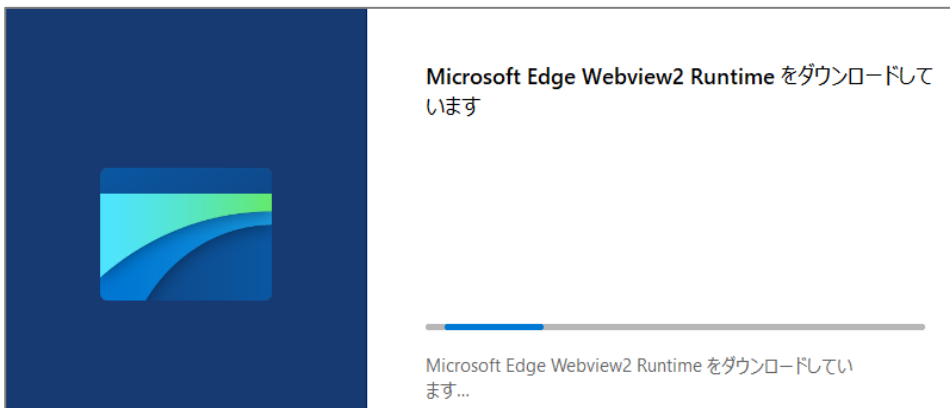 Microsoft Edge Webview2 Runtime をダウンロードして
います
Microsoft Edge Webview2 Runtime をダウンロードしてい
ます...